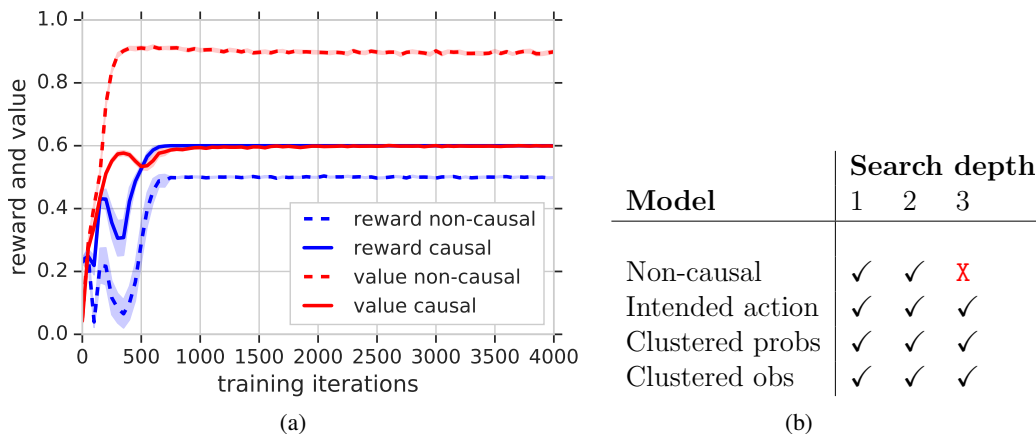 1.0
0.8
0.6
0.4
0.2
0.0
reward and value
0 500 1000 1500 2000 2500 3000 3500 4000
training iterations
reward non-causal
reward causal
value non-causal
value causal
(a)
Search depth
Model 1 2 3
Non-causal ✓ ✓ X
Intended action ✓ ✓ ✓
Clustered probs ✓ ✓ ✓
Clustered obs ✓ ✓ ✓
(b)